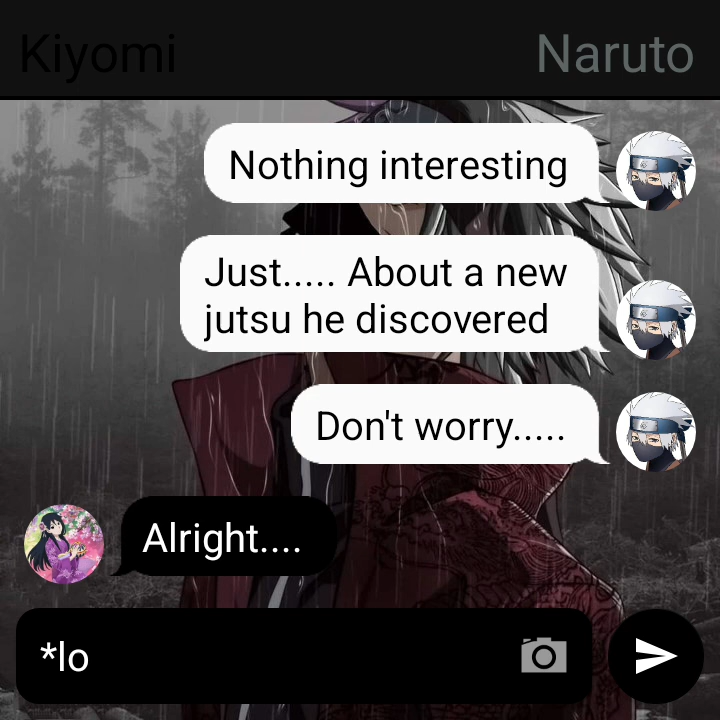 Kiyomi
Naruto
Nothing interesting
Just..... About a new
jutsu he discovered
Don't worry.....
Alright....
*lo